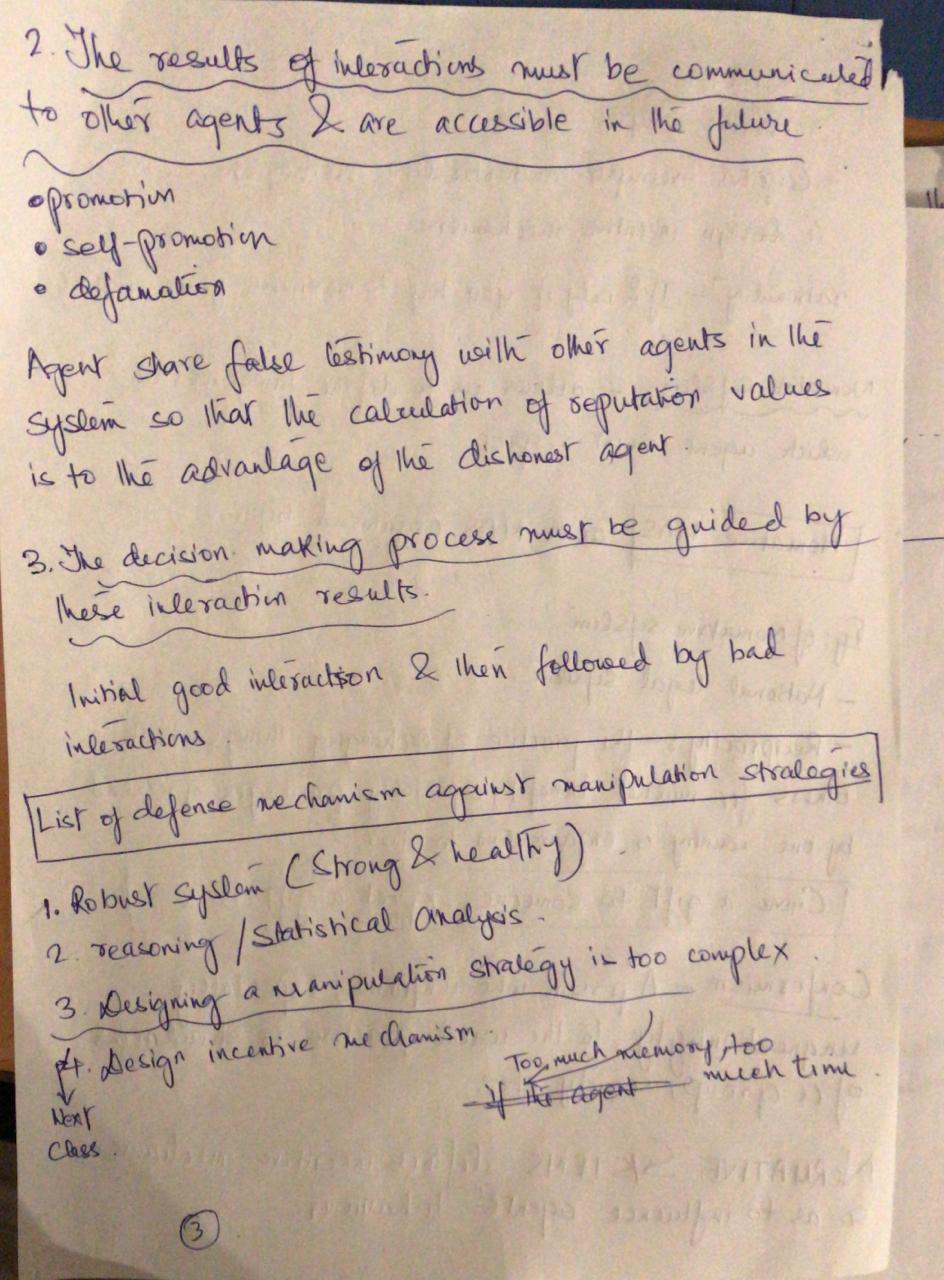 2. The results of interactions must be communicated
to other agents & are accessible in the future
• promotion
• self-promotion
• defamation
Agent share false testimony with other agents in the
system so that the calculation of reputation values
is to the advantage of the dishonest agent.
3. The decision making process must be guided by
these interaction results.
Initial good interaction & then followed by bad
interactions.
List of defense mechanism against manipulation strategies
1. Robust system (Strong & healthy).
2. reasoning / Statistical analysis.
3. Designing a manipulation strategy is too complex.
4. Design incentive mechanism.
Too much memory, too
much time.
If the agent
Next
Class.
3